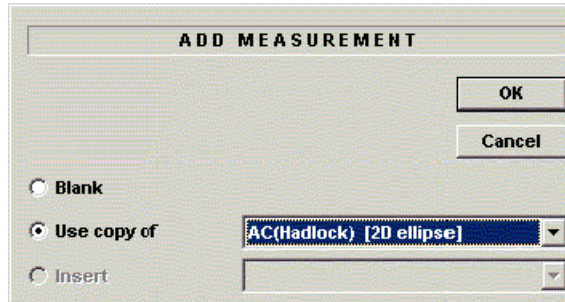 ADD MEASUREMENT
OK
Cancel
Blank
Use copy of AC(Hadlock) [2D ellipse]
Insert